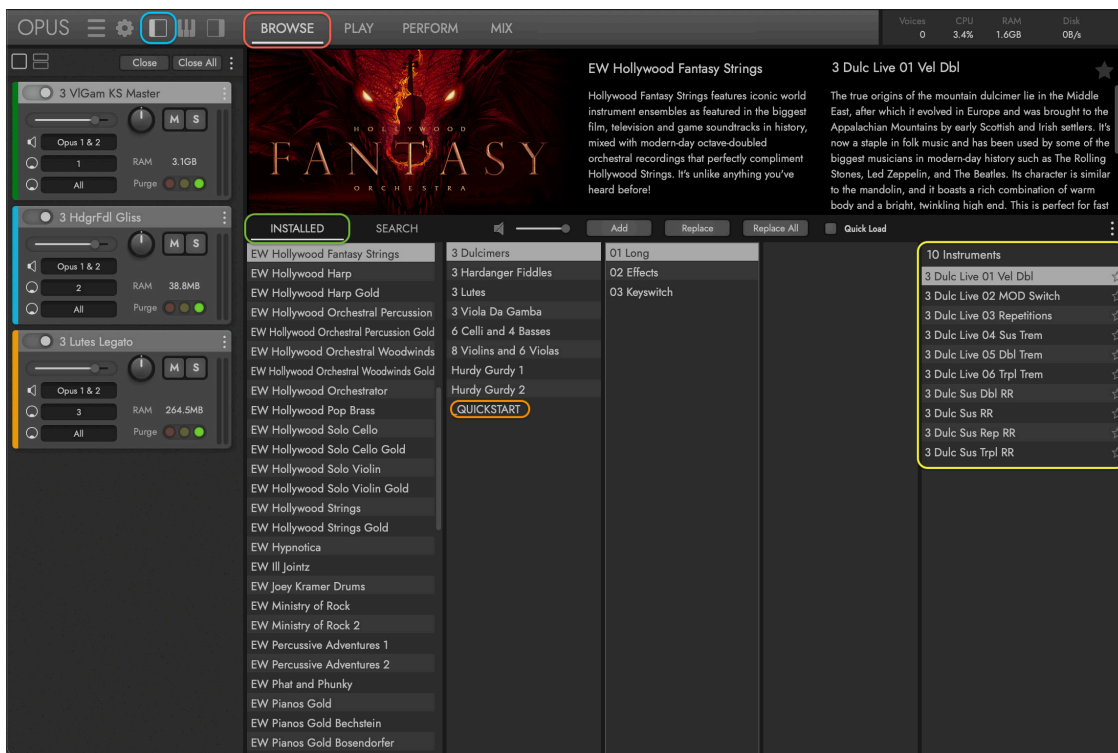 OPUS
BROWSE
PLAY
PERFORM
MIX
Voices
0
CPU
3.4%
RAM
1.6GB
Disk
0B/s
Close
Close All
3 VlGam KS Master
M
S
Opus 1 & 2
1
RAM
3.1GB
All
Purge
3 HdgrFdl Gliss
M
S
Opus 1 & 2
2
RAM
38.8MB
All
Purge
3 Lutes Legato
M
S
Opus 1 & 2
3
RAM
264.5MB
All
Purge
HOLLYWOOD
FANTASY
ORCHESTRA
EW Hollywood Fantasy Strings
Hollywood Fantasy Strings features iconic world
instrument ensembles as featured in the biggest
film, television and game soundtracks in history,
mixed with modern-day octave-doubled
orchestral recordings that perfectly compliment
Hollywood Strings. It's unlike anything you've
heard before!
3 Dulc Live 01 Vel Dbl
The true origins of the mountain dulcimer lie in the Middle
East, after which it evolved in Europe and was brought to the
Appalachian Mountains by early Scottish and Irish settlers. It's
now a staple in folk music and has been used by some of the
biggest musicians in modern-day history such as The Rolling
Stones, Led Zeppelin, and The Beatles. Its character is similar
to the mandolin, and it boasts a rich combination of warm
body and a bright, twinkling high end. This is perfect for fast
INSTALLED
SEARCH
Add
Replace
Replace All
Quick Load
EW Hollywood Fantasy Strings
EW Hollywood Harp
EW Hollywood Harp Gold
EW Hollywood Orchestral Percussion
EW Hollywood Orchestral Percussion Gold
EW Hollywood Orchestral Woodwinds
EW Hollywood Orchestral Woodwinds Gold
EW Hollywood Orchestrator
EW Hollywood Pop Brass
EW Hollywood Solo Cello
EW Hollywood Solo Cello Gold
EW Hollywood Solo Violin
EW Hollywood Solo Violin Gold
EW Hollywood Strings
EW Hollywood Strings Gold
EW Hypnotica
EW Ill Jointz
EW Joey Kramer Drums
EW Ministry of Rock
EW Ministry of Rock 2
EW Percussive Adventures 1
EW Percussive Adventures 2
EW Phat and Phunky
EW Pianos Gold
EW Pianos Gold Bechstein
EW Pianos Gold Bosendorfer
3 Dulcimers
3 Hardanger Fiddles
3 Lutes
3 Viola Da Gamba
6 Celli and 4 Basses
8 Violins and 6 Violas
Hurdy Gurdy 1
Hurdy Gurdy 2
QUICKSTART
01 Long
02 Effects
03 Keyswitch
10 Instruments
3 Dulc Live 01 Vel Dbl
3 Dulc Live 02 MOD Switch
3 Dulc Live 03 Repetitions
3 Dulc Live 04 Sus Trem
3 Dulc Live 05 Dbl Trem
3 Dulc Live 06 Trpl Trem
3 Dulc Sus Dbl RR
3 Dulc Sus RR
3 Dulc Sus Rep RR
3 Dulc Sus Trpl RR